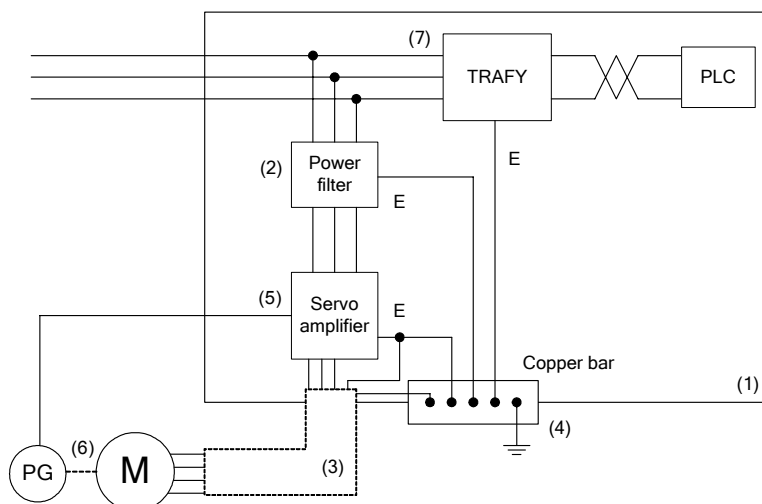 (7)
TRAFY
PLC
(2)
Power
filter
E
E
(5)
Servo
amplifier
E
Copper bar
(1)
(4)
(6)
PG
M
(3)